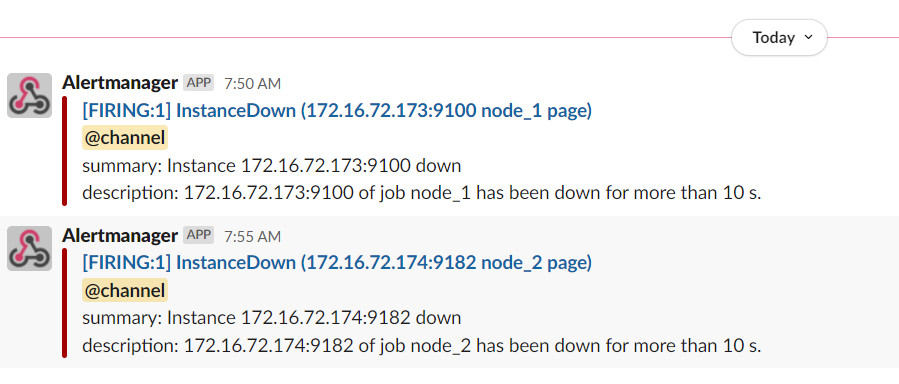 Today
Alertmanager APP 7:50 AM
[FIRING:1] InstanceDown (172.16.72.173:9100 node_1 page)
@channel
summary: Instance 172.16.72.173:9100 down
description: 172.16.72.173:9100 of job node_1 has been down for more than 10 s.
Alertmanager APP 7:55 AM
[FIRING:1] InstanceDown (172.16.72.174:9182 node_2 page)
@channel
summary: Instance 172.16.72.174:9182 down
description: 172.16.72.174:9182 of job node_2 has been down for more than 10 s.